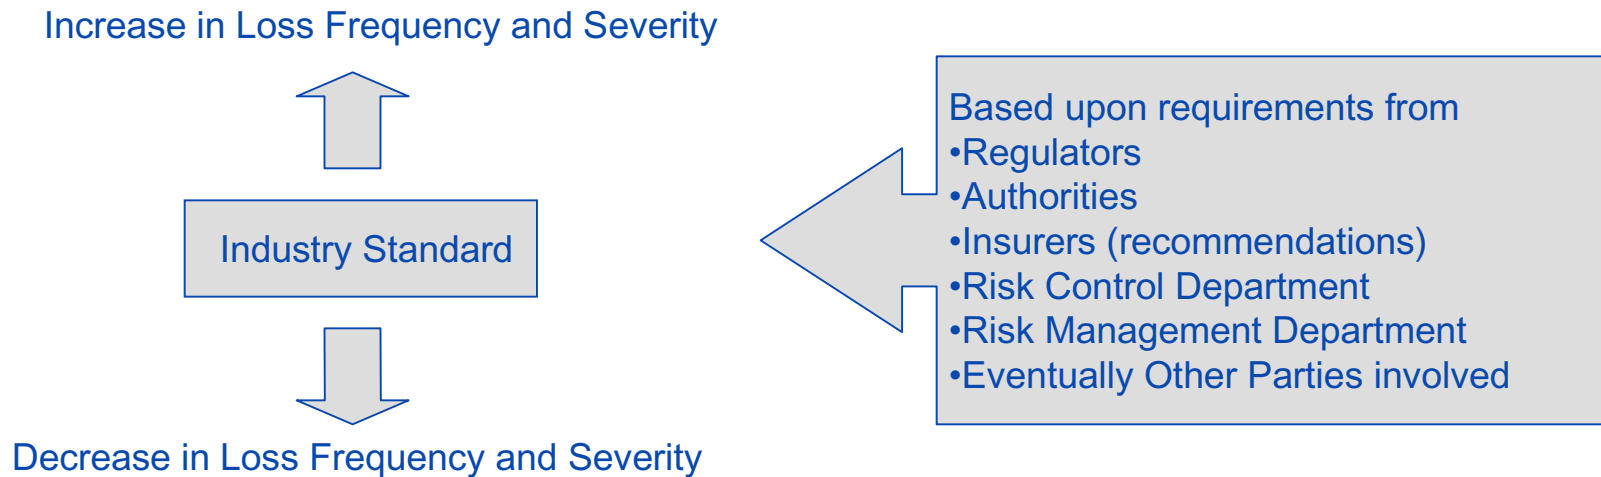 Increase in Loss Frequency and Severity
Industry Standard
Decrease in Loss Frequency and Severity
Based upon requirements from
•Regulators
•Authorities
•Insurers (recommendations)
•Risk Control Department
•Risk Management Department
•Eventually Other Parties involved